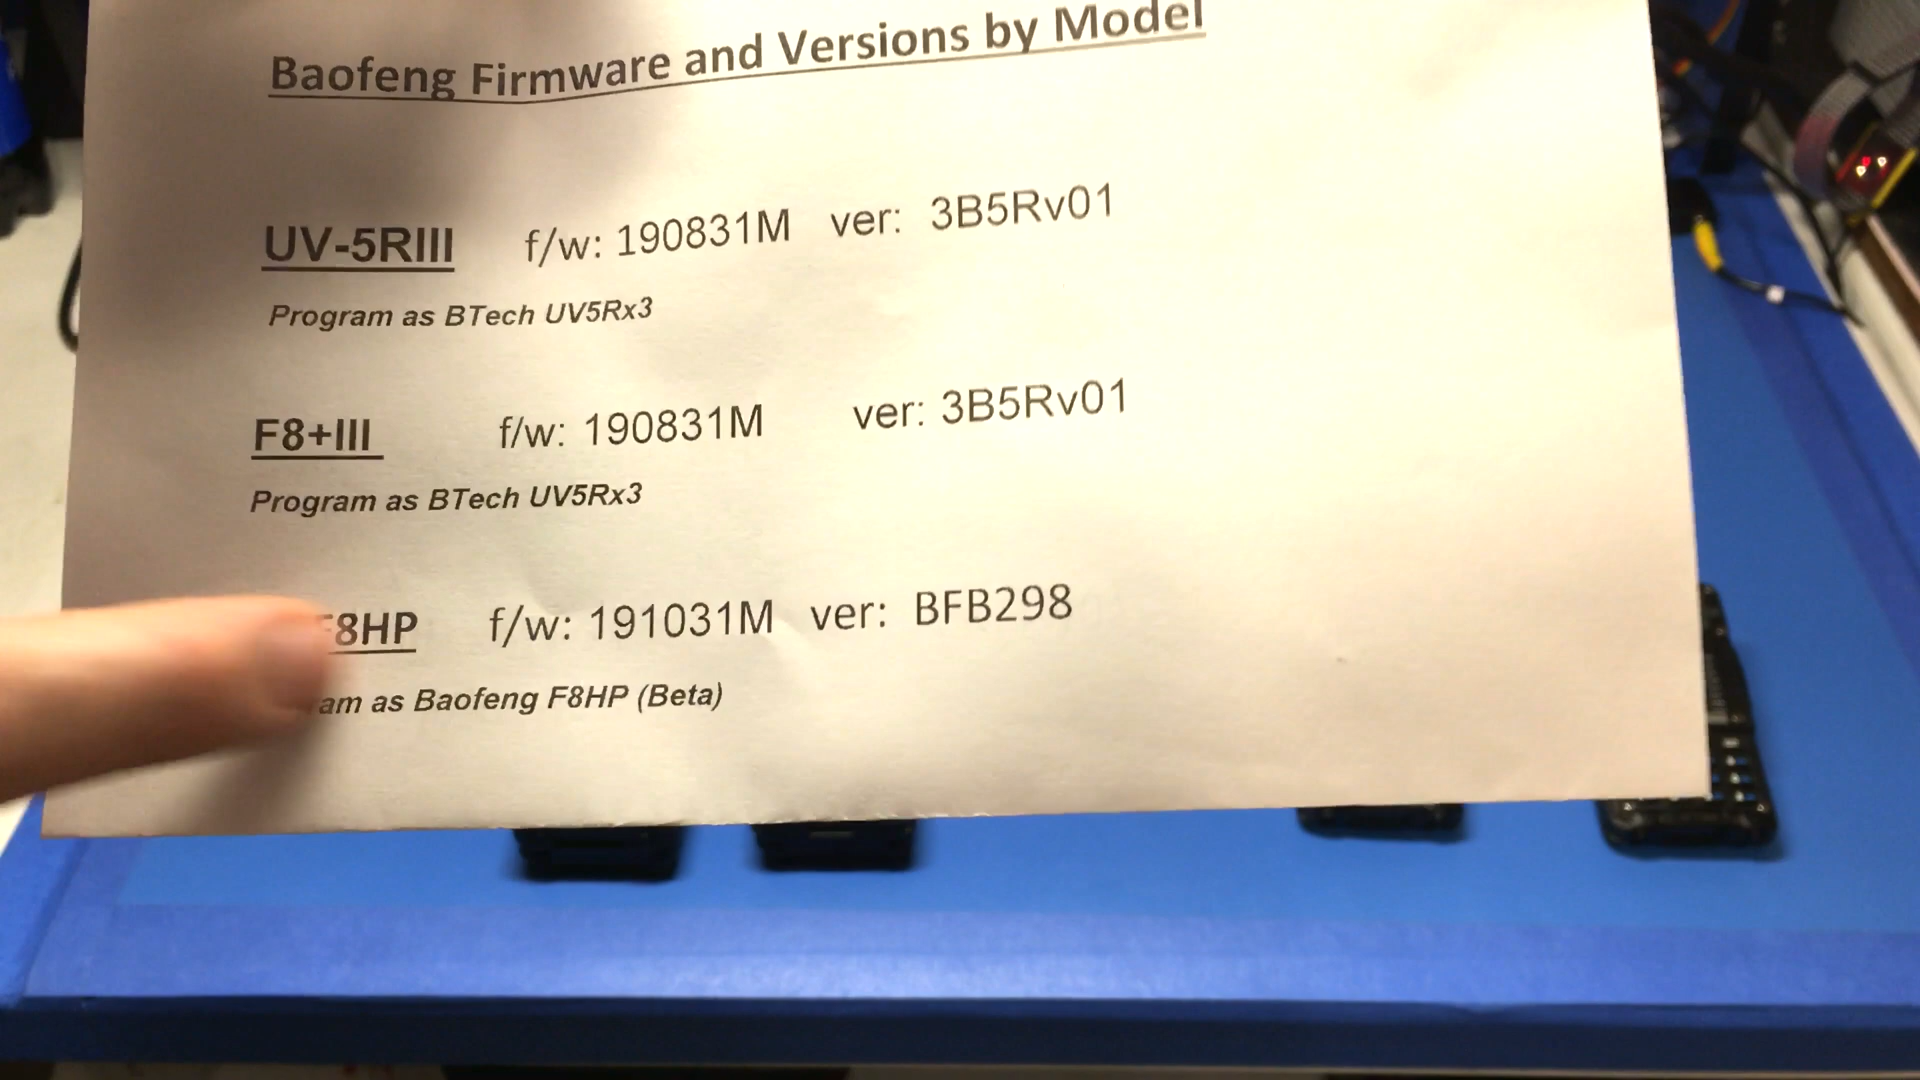 Baofeng Firmware and Versions by Model
UV-5RIII f/w: 190831M ver: 3B5Rv01
Program as BTech UV5Rx3
F8+III f/w: 190831M ver: 3B5Rv01
Program as BTech UV5Rx3
F8HP f/w: 191031M ver: BFB298
am as Baofeng F8HP (Beta)